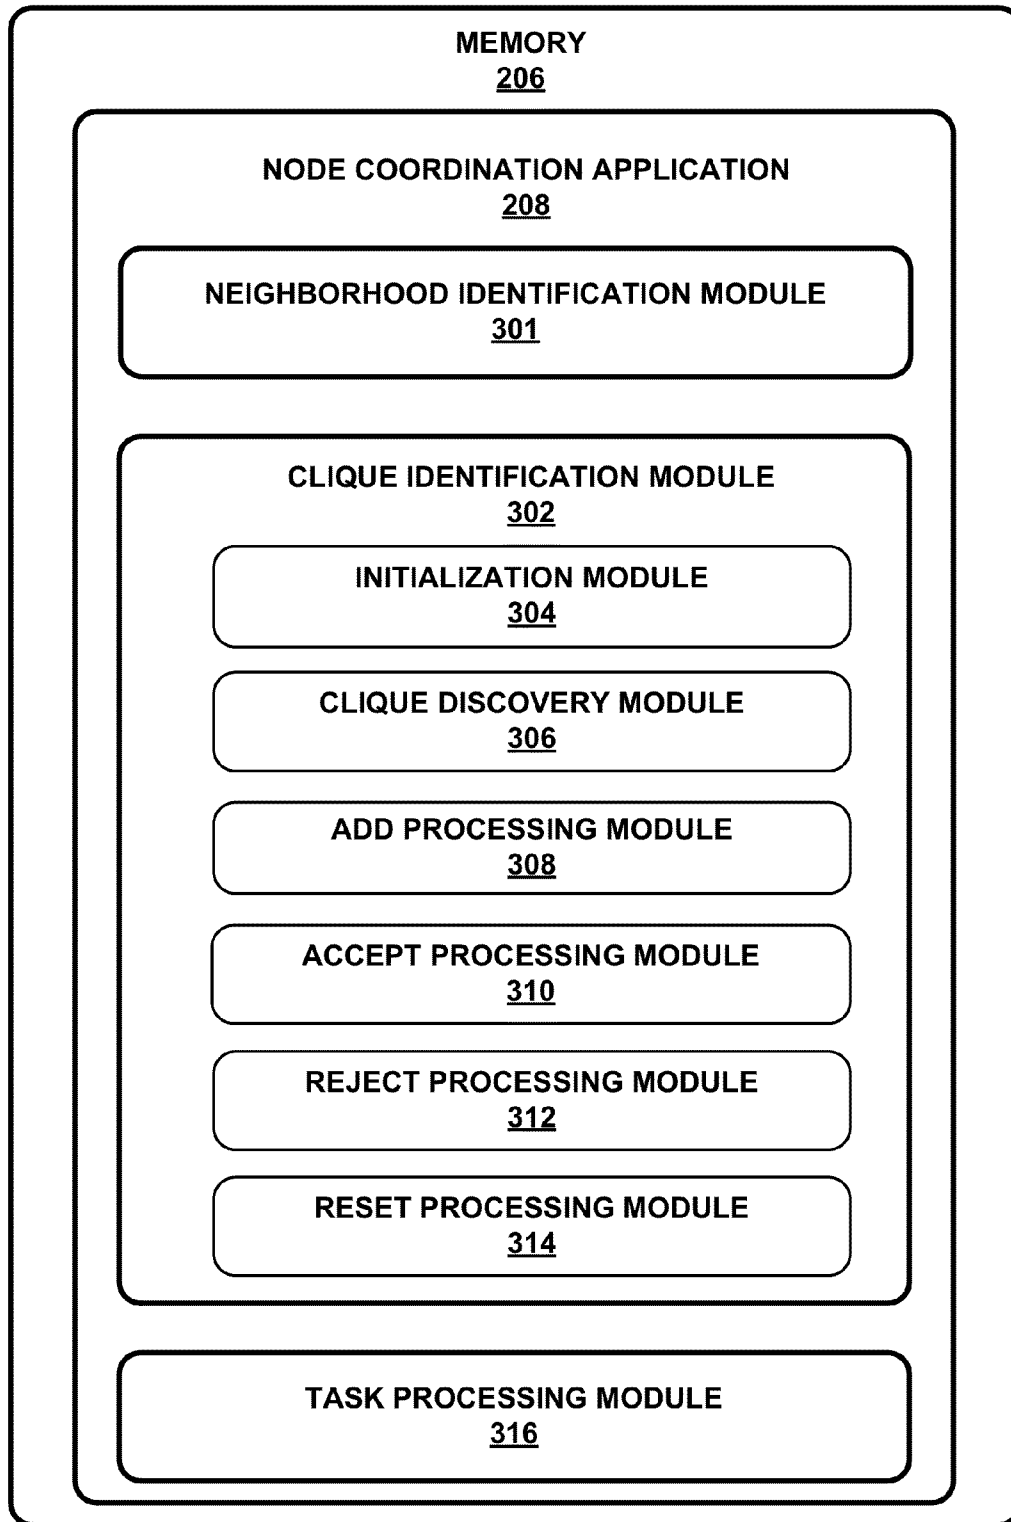 MEMORY
206
NODE COORDINATION APPLICATION
208
NEIGHBORHOOD IDENTIFICATION MODULE
301
CLIQUE IDENTIFICATION MODULE
302
INITIALIZATION MODULE
304
CLIQUE DISCOVERY MODULE
306
ADD PROCESSING MODULE
308
ACCEPT PROCESSING MODULE
310
REJECT PROCESSING MODULE
312
RESET PROCESSING MODULE
314
TASK PROCESSING MODULE
316